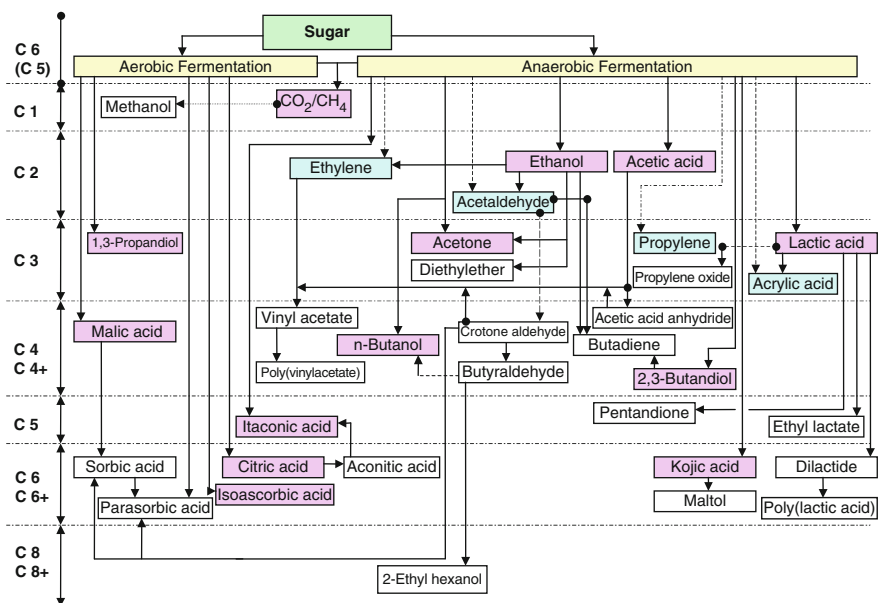 Sugar
C 6
(C 5)
Aerobic Fermentation
Anaerobic Fermentation
C 1
Methanol
CO2/CH4
C 2
Ethylene
Ethanol
Acetic acid
Acetaldehyde
C 3
1,3-Propandiol
Acetone
Propylene
Lactic acid
Diethylether
Propylene oxide
Acrylic acid
C 4
C 4+
Vinyl acetate
Acetic acid anhydride
Malic acid
Crotone aldehyde
n-Butanol
Butadiene
Poly(vinylacetate)
Butyraldehyde
2,3-Butandiol
C 5
Pentandione
Itaconic acid
Ethyl lactate
C 6
C 6+
Sorbic acid
Citric acid
Aconitic acid
Kojic acid
Dilactide
Isoascorbic acid
Parasorbic acid
Maltol
Poly(lactic acid)
C 8
C 8+
2-Ethyl hexanol